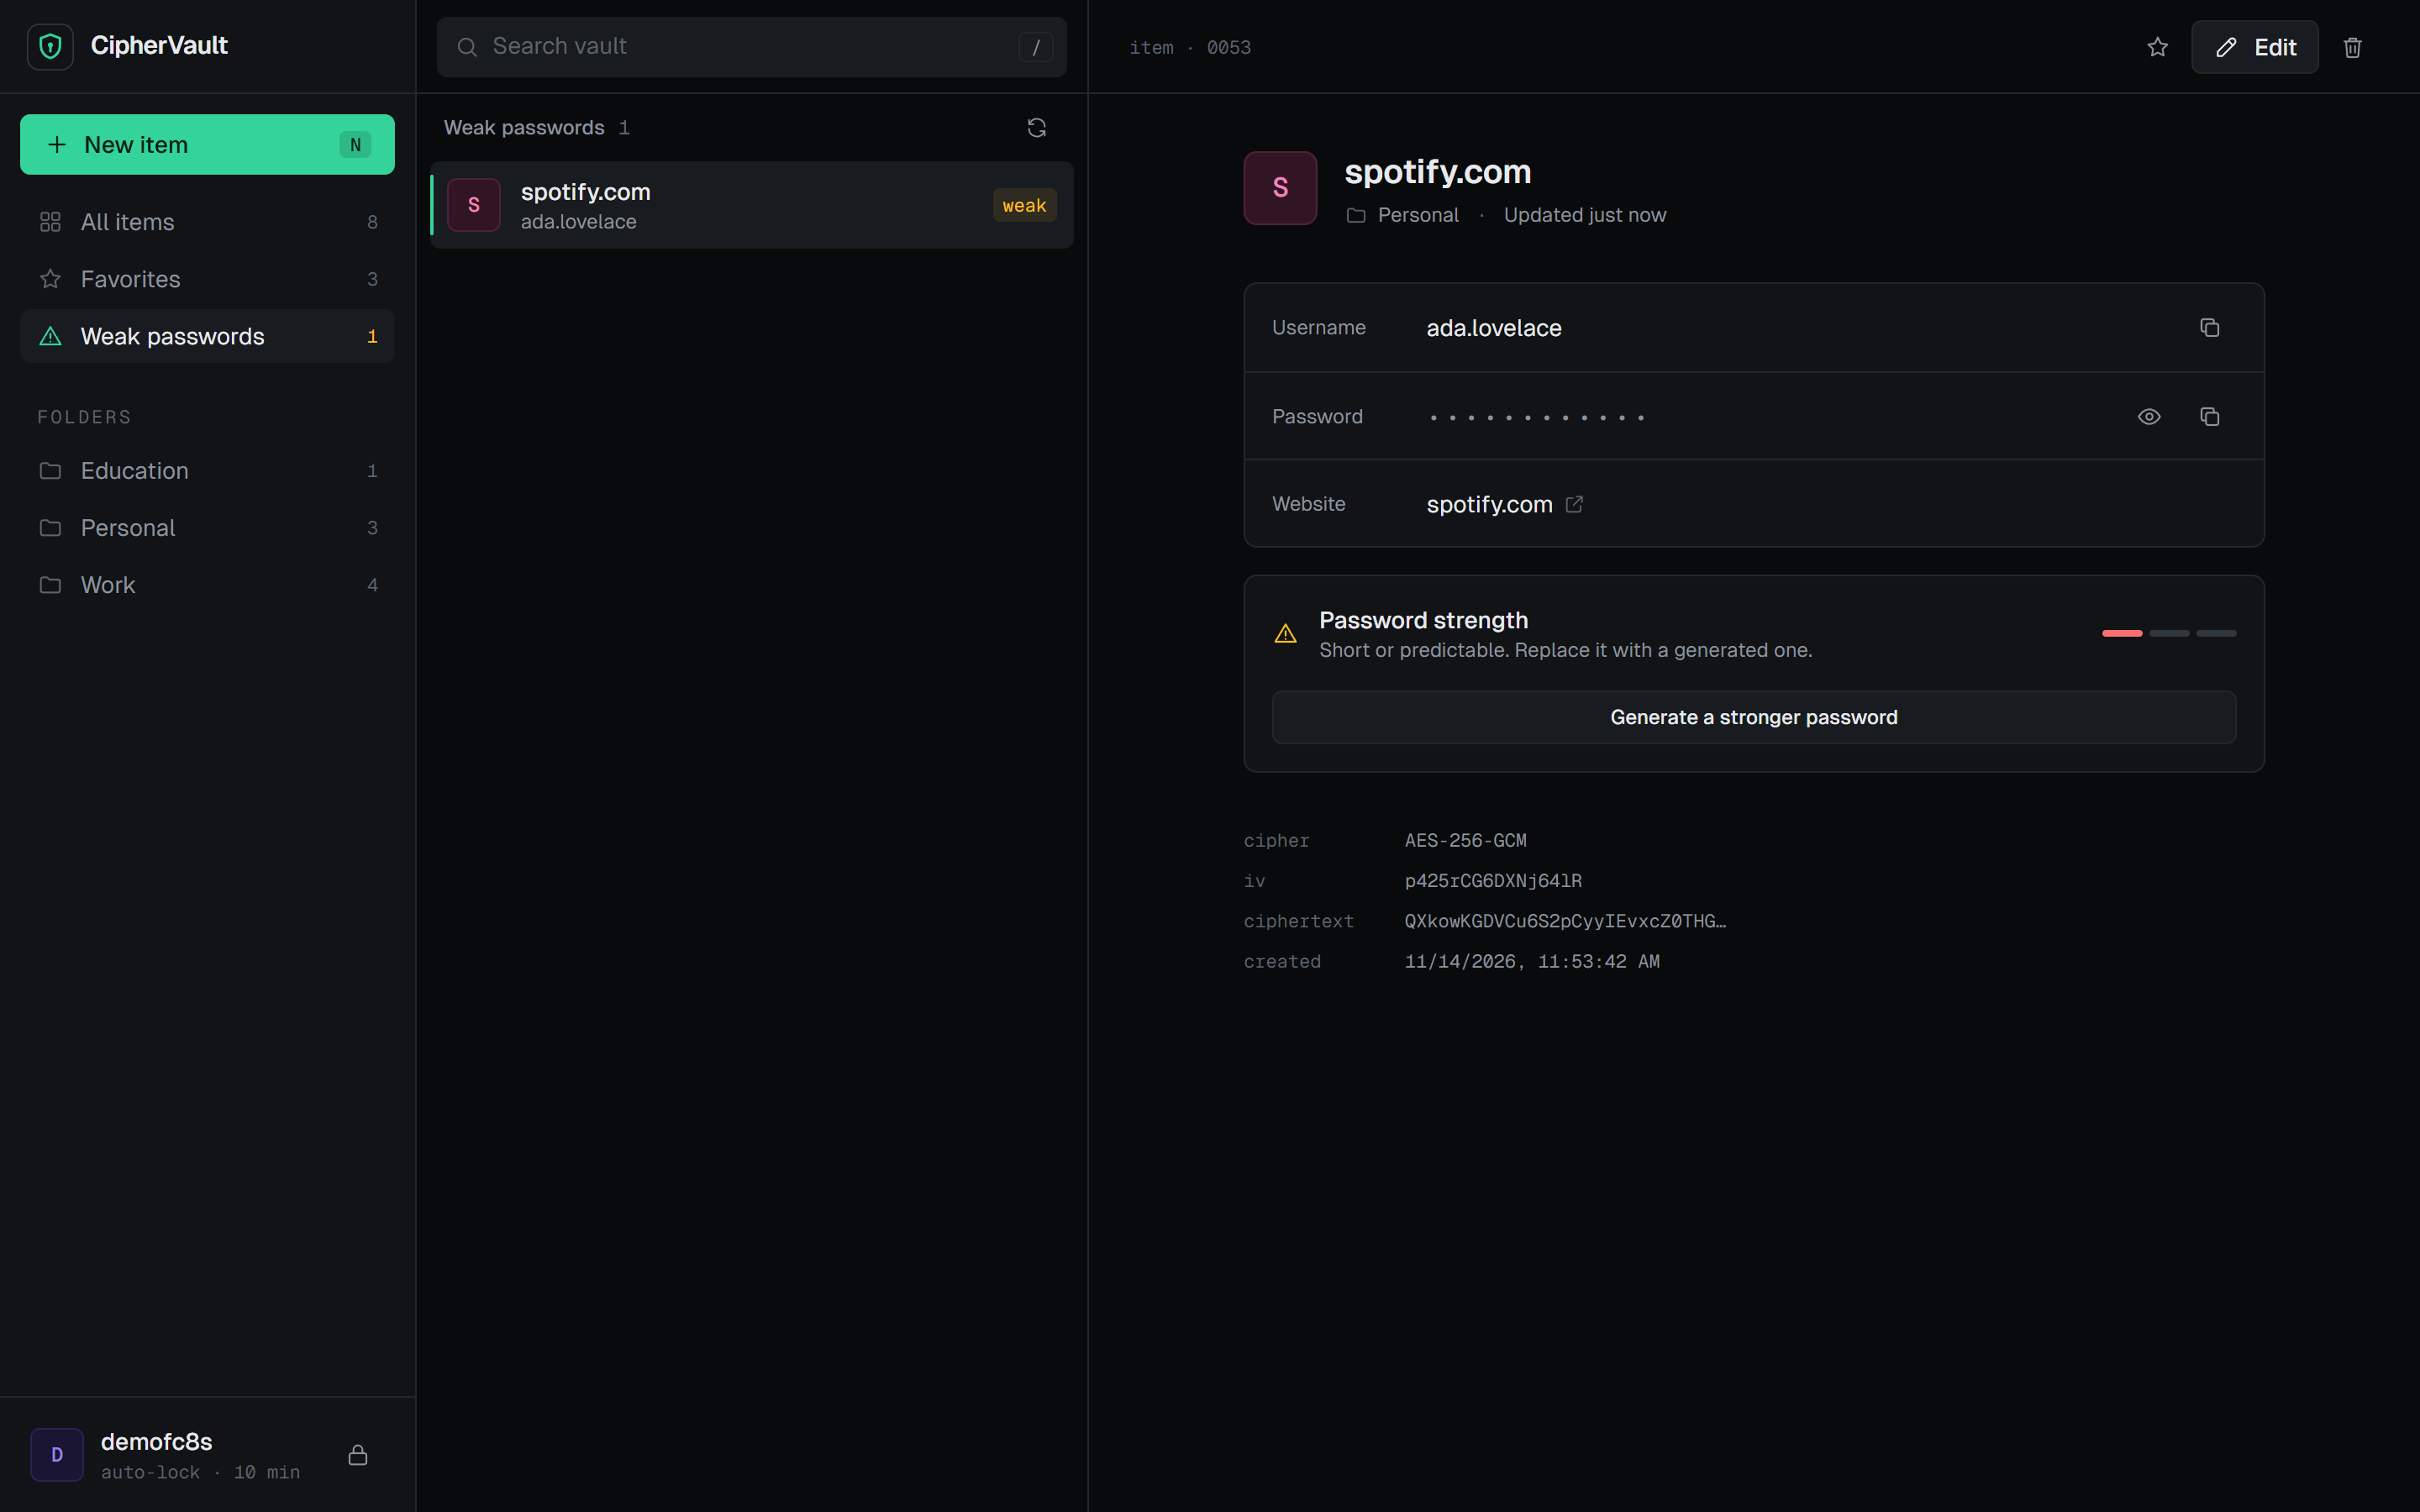 CipherVault
New item N
All items 8
Favorites 3
Weak passwords 1
FOLDERS
Education 1
Personal 3
Work 4
D
demofc8s
auto-lock · 10 min
Search vault /
Weak passwords 1
S
spotify.com
ada.lovelace
weak
item · 0053
Edit
S
spotify.com
Personal · Updated just now
Username ada.lovelace
Password ••••••••••••
Website spotify.com
Password strength
Short or predictable. Replace it with a generated one.
Generate a stronger password
cipher AES-256-GCM
iv p425rCG6DXNj64lR
ciphertext QXkowKGDVCu6S2pCyyIEvxcZ0THG…
created 11/14/2026, 11:53:42 AM